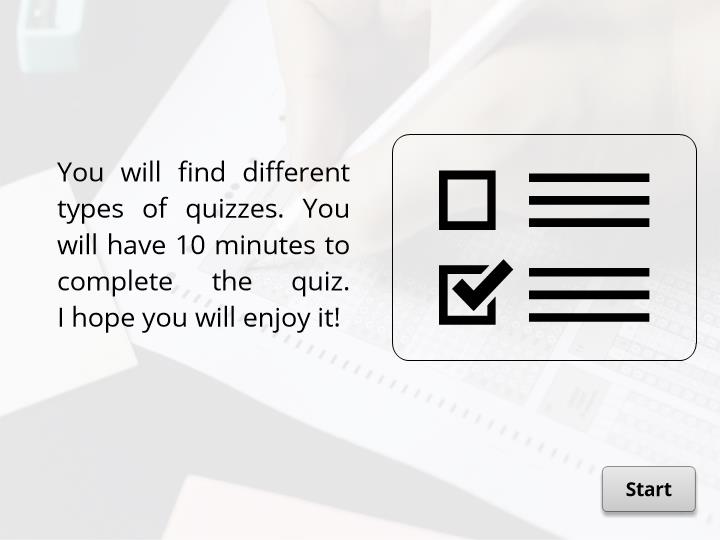 You will find different
types of quizzes. You
will have 10 minutes to
complete the quiz.
I hope you will enjoy it!
Start